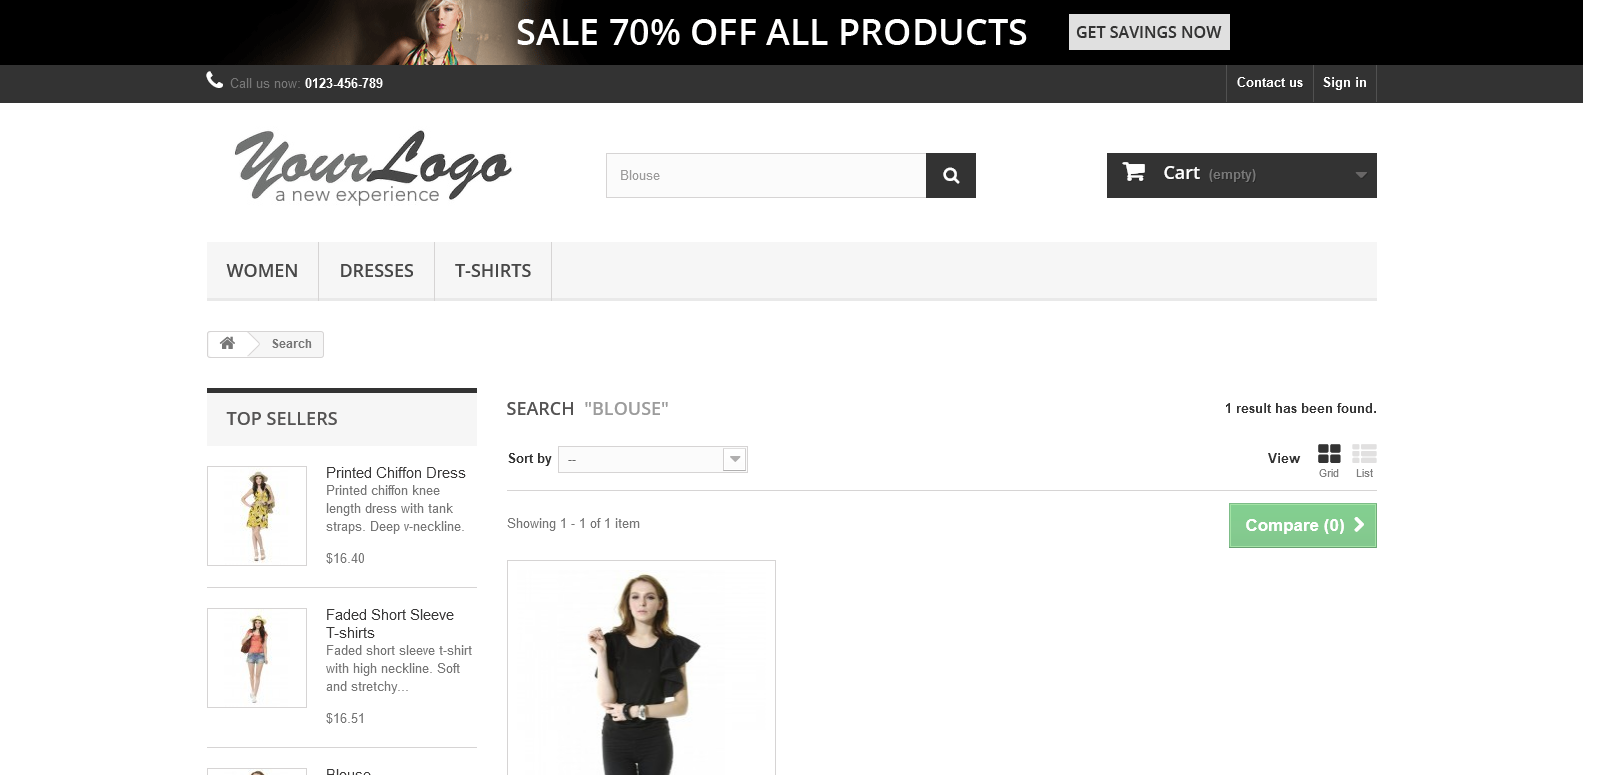 SALE 70% OFF ALL PRODUCTS GET SAVINGS NOW
Call us now: 0123-456-789 Contact us Sign in
Your Logo
a new experience
Blouse
Cart (empty)
WOMEN DRESSES T-SHIRTS
Search
TOP SELLERS
Printed Chiffon Dress
Printed chiffon knee
length dress with tank
straps. Deep v-neckline.
$16.40
Faded Short Sleeve
T-shirts
Faded short sleeve t-shirt
with high neckline. Soft
and stretchy...
$16.51
Blouse
SEARCH "BLOUSE" 1 result has been found.
Sort by -- View Grid List
Showing 1 - 1 of 1 item Compare (0)